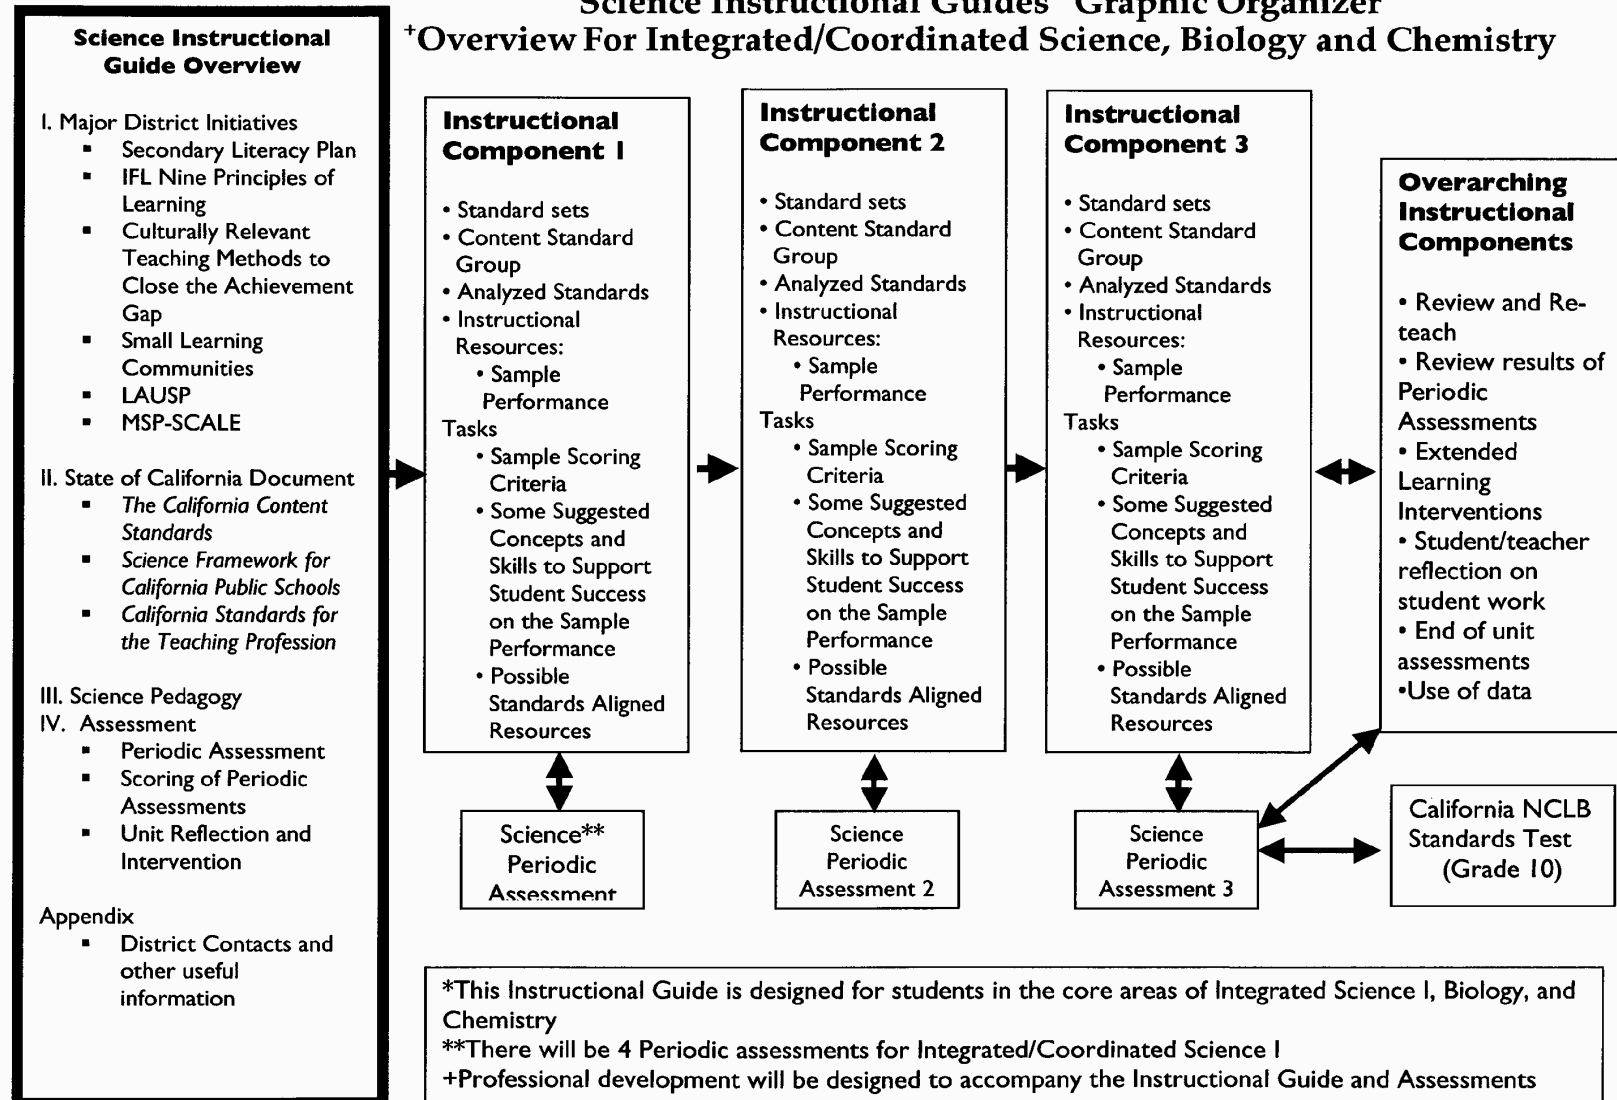 Science Instructional Guides Graphic Organizer
+Overview For Integrated/Coordinated Science, Biology and Chemistry
Science Instructional
Guide Overview
I. Major District Initiatives
▪ Secondary Literacy Plan
▪ IFL Nine Principles of
Learning
▪ Culturally Relevant
Teaching Methods to
Close the Achievement
Gap
▪ Small Learning
Communities
▪ LAUSP
▪ MSP-SCALE
II. State of California Document
▪ The California Content
Standards
▪ Science Framework for
California Public Schools
▪ California Standards for
the Teaching Profession
III. Science Pedagogy
IV. Assessment
▪ Periodic Assessment
▪ Scoring of Periodic
Assessments
▪ Unit Reflection and
Intervention
Appendix
▪ District Contacts and
other useful
information
Instructional
Component 1
• Standard sets
• Content Standard
Group
• Analyzed Standards
• Instructional
Resources:
• Sample
Performance
Tasks
• Sample Scoring
Criteria
• Some Suggested
Concepts and
Skills to Support
Student Success
on the Sample
Performance
• Possible
Standards Aligned
Resources
Science**
Periodic
Assessment
Instructional
Component 2
• Standard sets
• Content Standard
Group
• Analyzed Standards
• Instructional
Resources:
• Sample
Performance
Tasks
• Sample Scoring
Criteria
• Some Suggested
Concepts and
Skills to Support
Student Success
on the Sample
Performance
• Possible
Standards Aligned
Resources
Science
Periodic
Assessment 2
Instructional
Component 3
• Standard sets
• Content Standard
Group
• Analyzed Standards
• Instructional
Resources:
• Sample
Performance
Tasks
• Sample Scoring
Criteria
• Some Suggested
Concepts and
Skills to Support
Student Success
on the Sample
Performance
• Possible
Standards Aligned
Resources
Science
Periodic
Assessment 3
Overarching
Instructional
Components
• Review and Re-
teach
• Review results of
Periodic
Assessments
• Extended
Learning
Interventions
• Student/teacher
reflection on
student work
• End of unit
assessments
•Use of data
California NCLB
Standards Test
(Grade 10)
*This Instructional Guide is designed for students in the core areas of Integrated Science I, Biology, and
Chemistry
**There will be 4 Periodic assessments for Integrated/Coordinated Science I
+Professional development will be designed to accompany the Instructional Guide and Assessments